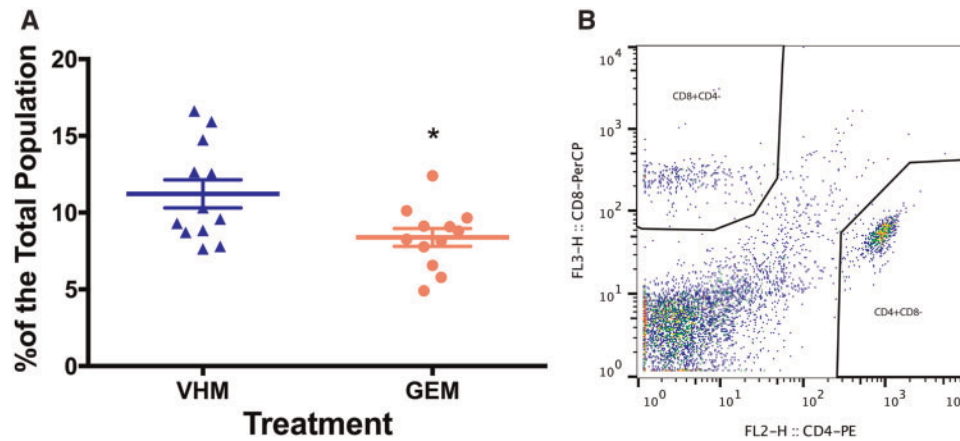 A
%of the Total Population
20
15
10
5
0
*
VHM
GEM
Treatment
B
FL3-H :: CD8-PerCP
10^4
10^3
10^2
10^1
10^0
CD8+CD4-
CD4+CD8-
10^0
10^1
10^2
10^3
FL2-H :: CD4-PE